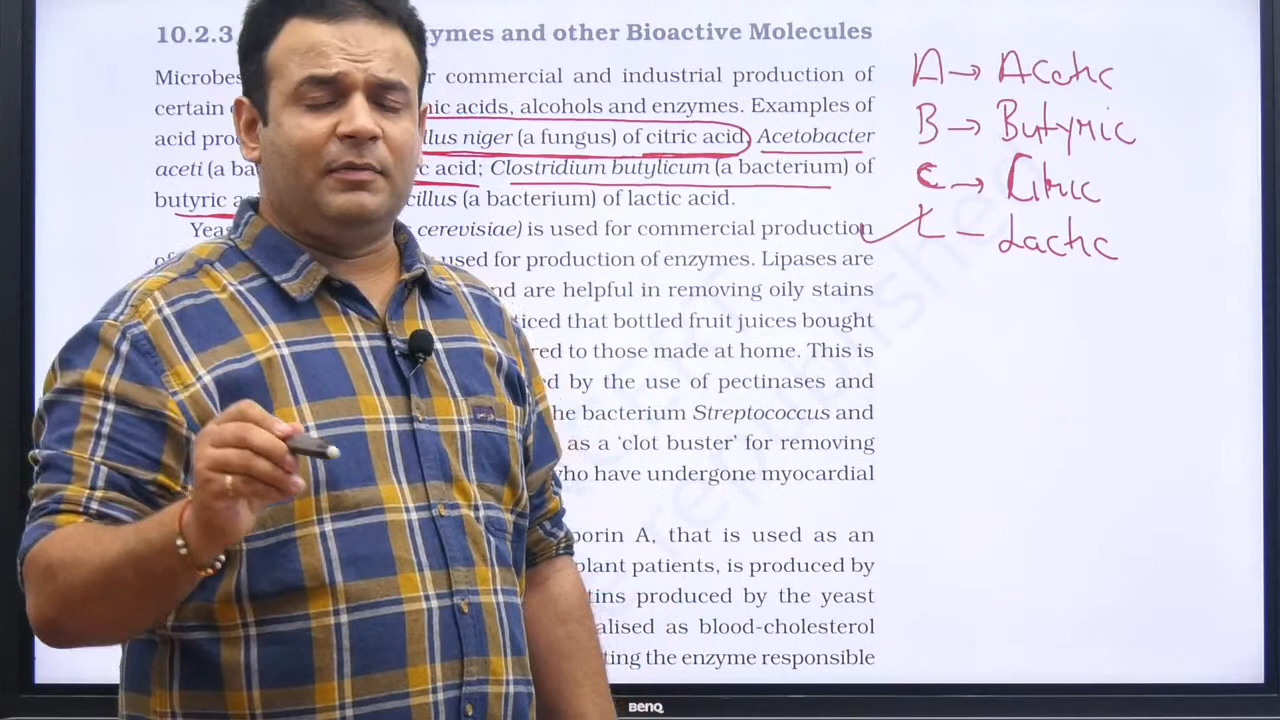 10.2.3 ymes and other Bioactive Molecules
Microbes r commercial and industrial production of
certain nic acids, alcohols and enzymes. Examples of
acid pro llus niger (a fungus) of citric acid, Acetobacter
aceti (a ba c acid; Clostridium butylicum (a bacterium) of
butyric a cillus (a bacterium) of lactic acid.
Yeas cerevisiae) is used for commercial production
of used for production of enzymes. Lipases are
nd are helpful in removing oily stains
ticed that bottled fruit juices bought
red to those made at home. This is
ed by the use of pectinases and
he bacterium Streptococcus and
as a ‘clot buster’ for removing
who have undergone myocardial
porin A, that is used as an
plant patients, is produced by
tins produced by the yeast
alised as blood-cholesterol
ting the enzyme responsible
A → Acetic
B → Butyric
C → Citric
L – Lactic
BenQ